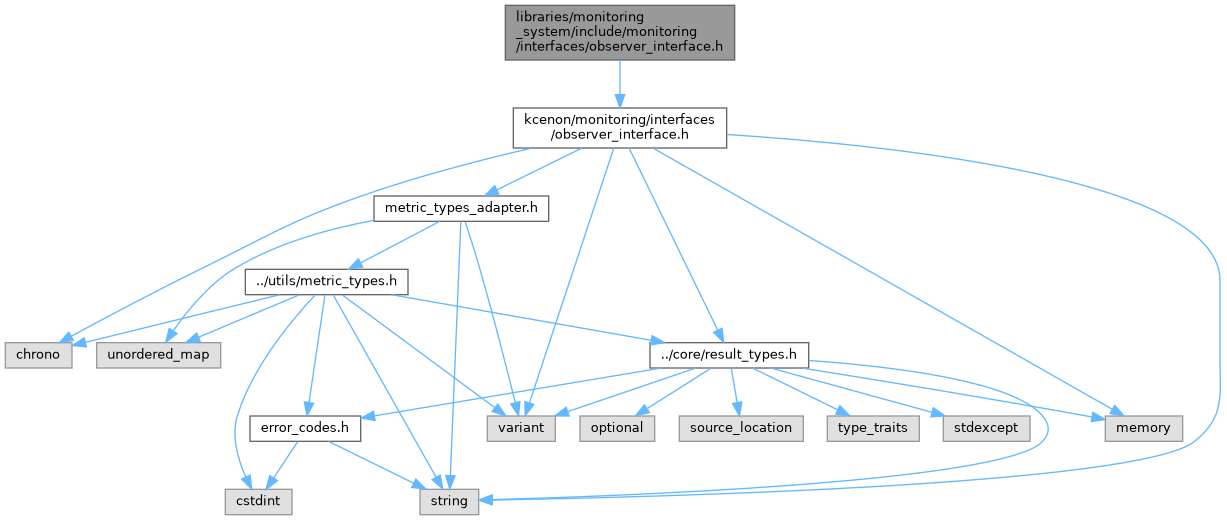 libraries/monitoring
_system/include/monitoring
/interfaces/observer_interface.h
kcenon/monitoring/interfaces
/observer_interface.h
metric_types_adapter.h
../utils/metric_types.h
chrono
unordered_map
../core/result_types.h
error_codes.h
variant
optional
source_location
type_traits
stdexcept
memory
cstdint
string